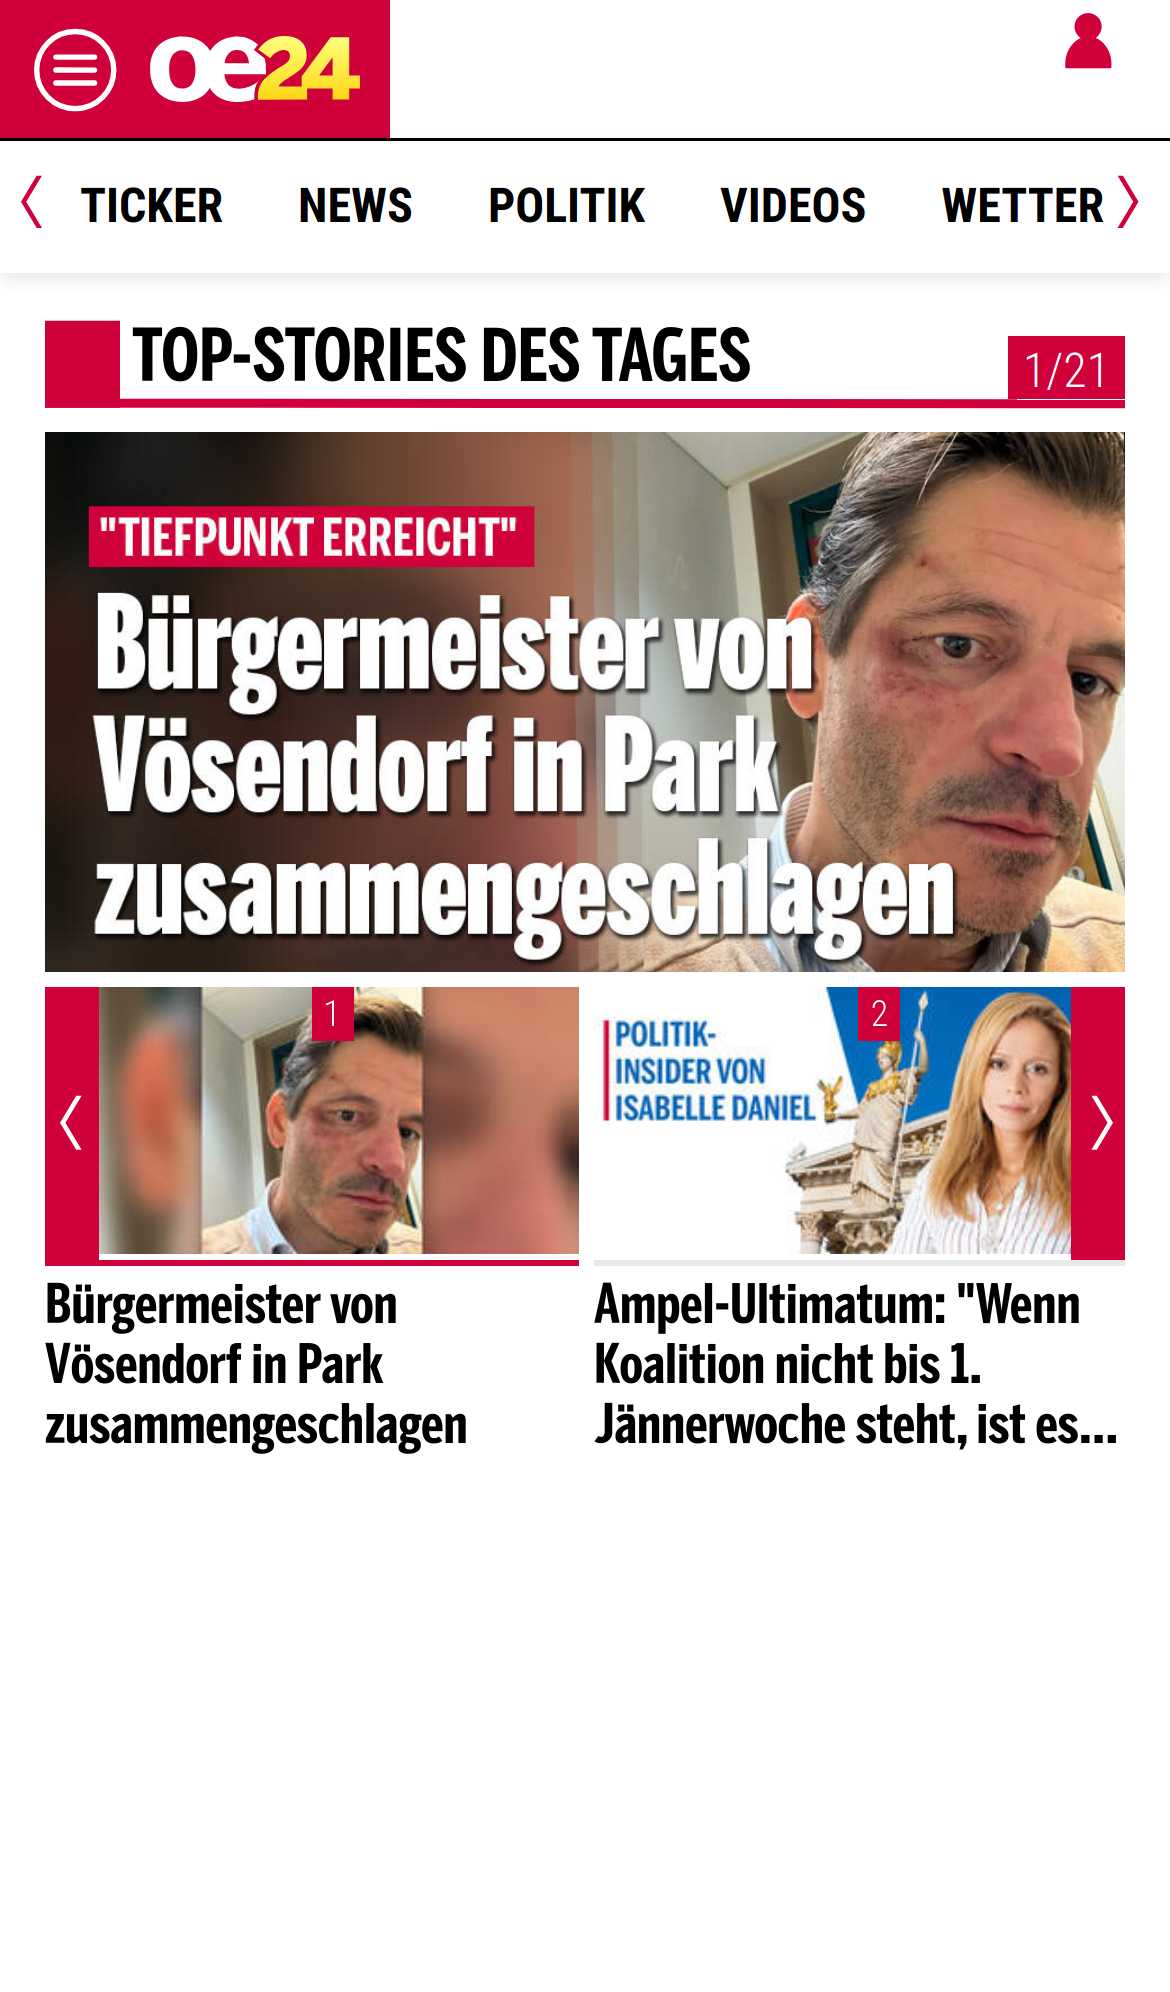 oe24
TICKER NEWS POLITIK VIDEOS WETTER
TOP-STORIES DES TAGES
1/21
"TIEFPUNKT ERREICHT"
Bürgermeister von
Vösendorf in Park
zusammengeschlagen
1
2
POLITIK-
INSIDER VON
ISABELLE DANIEL
Bürgermeister von
Vösendorf in Park
zusammengeschlagen
Ampel-Ultimatum: "Wenn
Koalition nicht bis 1.
Jännerwoche steht, ist es...